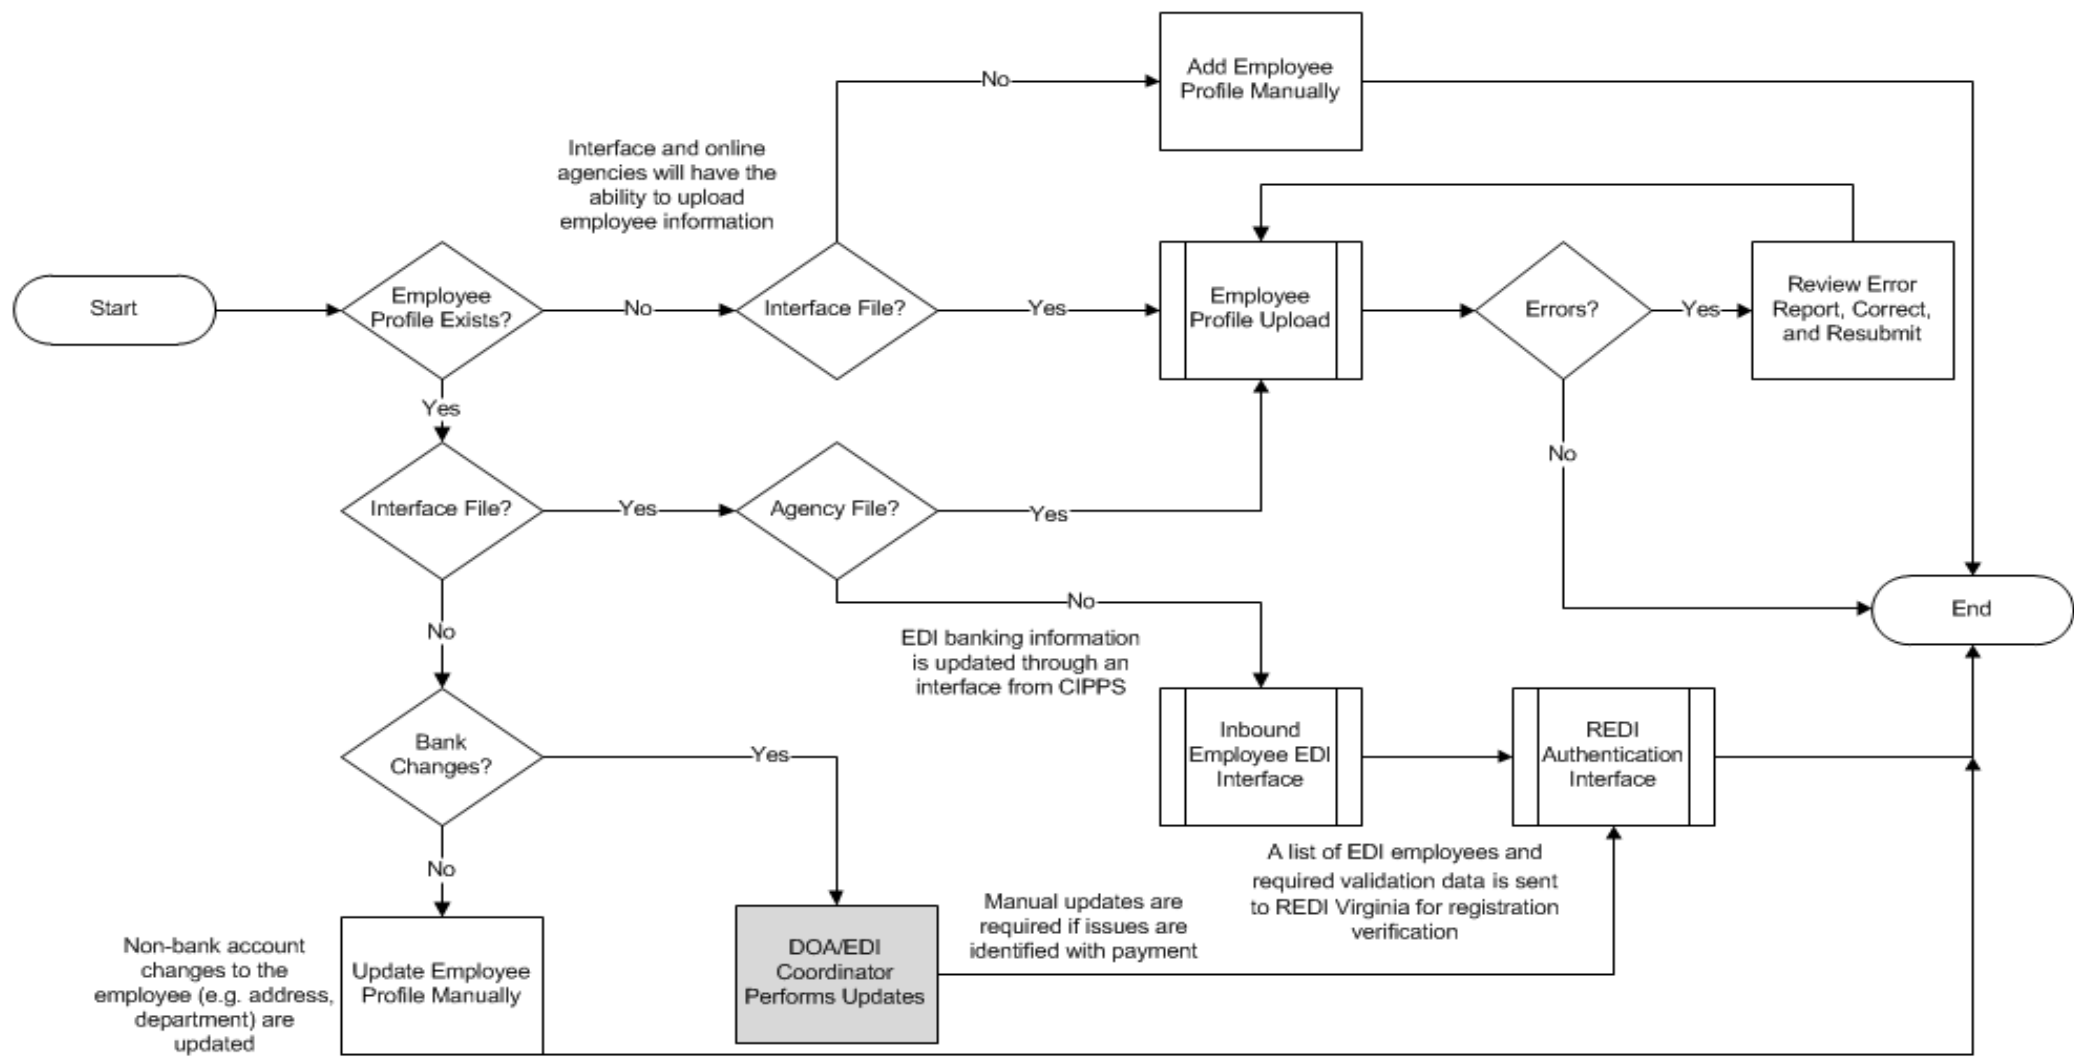 No
Add Employee
Profile Manually
Interface and online
agencies will have the
ability to upload
employee information
Start
Employee
Profile Exists?
No
Interface File?
Yes
Employee
Profile Upload
Errors?
Yes
Review Error
Report, Correct,
and Resubmit
Yes
No
Interface File?
Yes
Agency File?
Yes
No
End
No
EDI banking information
is updated through an
interface from CIPPS
Bank
Changes?
Yes
Inbound
Employee EDI
Interface
REDI
Authentication
Interface
No
A list of EDI employees and
required validation data is sent
to REDI Virginia for registration
verification
Manual updates are
required if issues are
identified with payment
Non-bank account
changes to the
employee (e.g. address,
department) are
updated
Update Employee
Profile Manually
DOA/EDI
Coordinator
Performs Updates